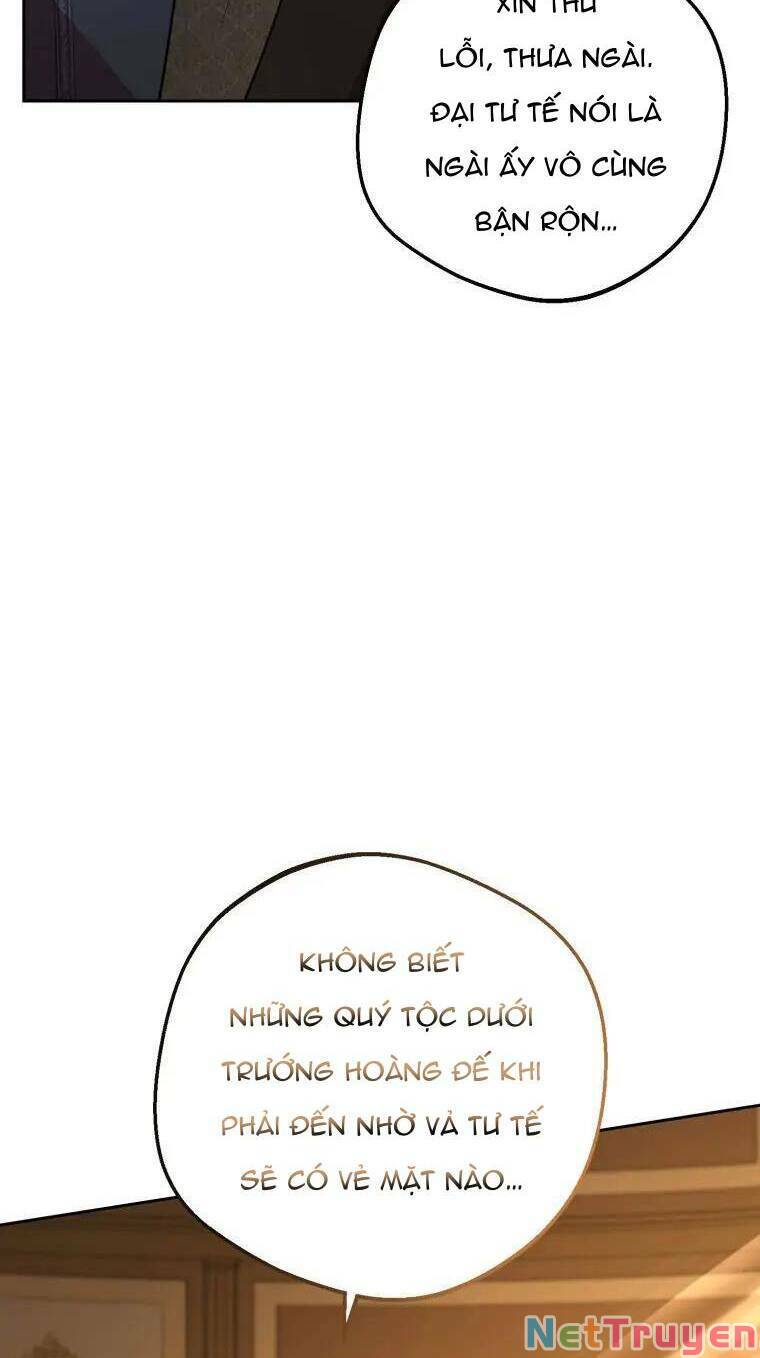 XIN THỨ
LỖI, THƯA NGÀI.
ĐẠI TƯ TẾ NÓI LÀ
NGÀI ẤY VÔ CÙNG
BẬN RỘN...
KHÔNG BIẾT
NHỮNG QUÝ TỘC DƯỚI
TRƯỚNG HOÀNG ĐẾ KHI
PHẢI ĐẾN NHỜ VẢ TƯ TẾ
SẼ CÓ VẺ MẶT NÀO...
NetTruyen